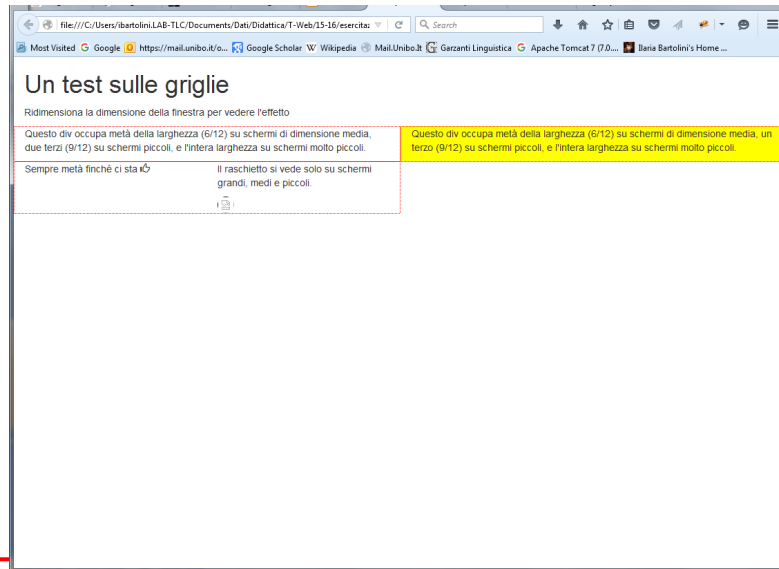 file:///C:/Users/ibartolini.LAB-TLC/Documents/Dati/Didattica/T-Web/15-16/esercita
Search
Most Visited Google https://mail.unibo.it/o... Google Scholar Wikipedia Mail.Unibo.It Garzanti Linguistica Apache Tomcat 7 (7.0.... Ilaria Bartolini's Home ...
Un test sulle griglie
Ridimensiona la dimensione della finestra per vedere l'effetto
Questo div occupa metà della larghezza (6/12) su schermi di dimensione media,
due terzi (9/12) su schermi piccoli, e l'intera larghezza su schermi molto piccoli.
Questo div occupa metà della larghezza (6/12) su schermi di dimensione media, un
terzo (9/12) su schermi piccoli, e l'intera larghezza su schermi molto piccoli.
Sempre metà finché ci sta
Il raschietto si vede solo su schermi
grandi, medi e piccoli.